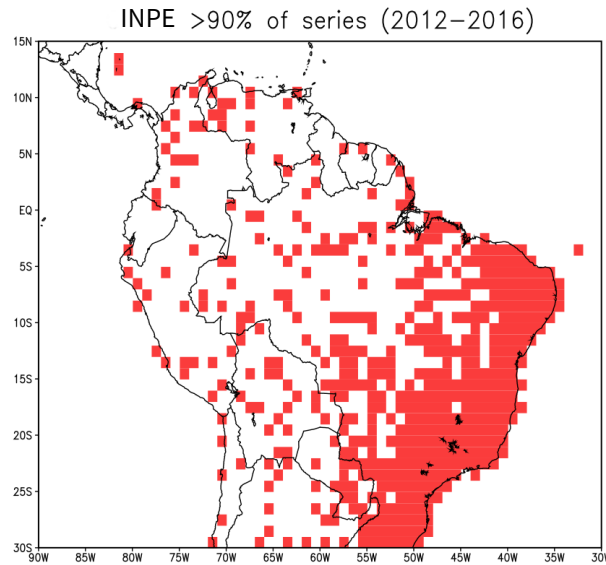 INPE >90% of series (2012–2016)
15N
10N
5N
EQ
5S
10S
15S
20S
25S
30S
90W 85W 80W 75W 70W 65W 60W 55W 50W 45W 40W 35W 30W